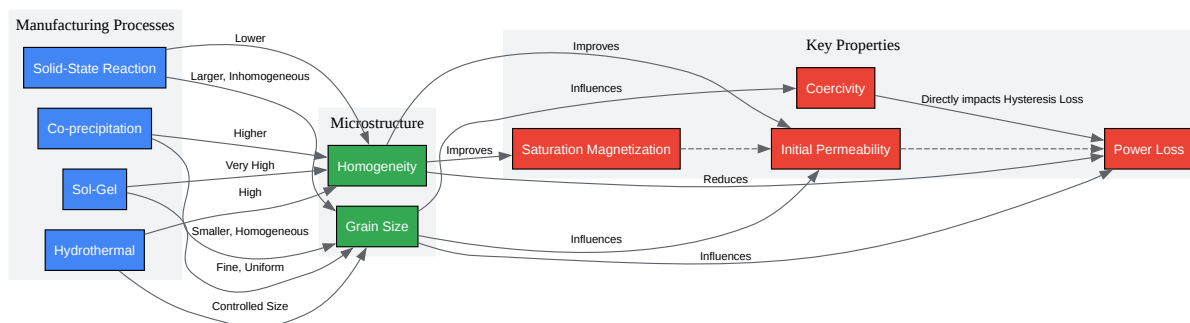 Manufacturing Processes
Solid-State Reaction
Co-precipitation
Sol-Gel
Hydrothermal
Lower
Larger, Inhomogeneous
Higher
Very High
High
Smaller, Homogeneous
Fine, Uniform
Controlled Size
Microstructure
Homogeneity
Grain Size
Improves
Influences
Improves
Reduces
Influences
Influences
Key Properties
Coercivity
Saturation Magnetization
Initial Permeability
Directly impacts Hysteresis Loss
Power Loss